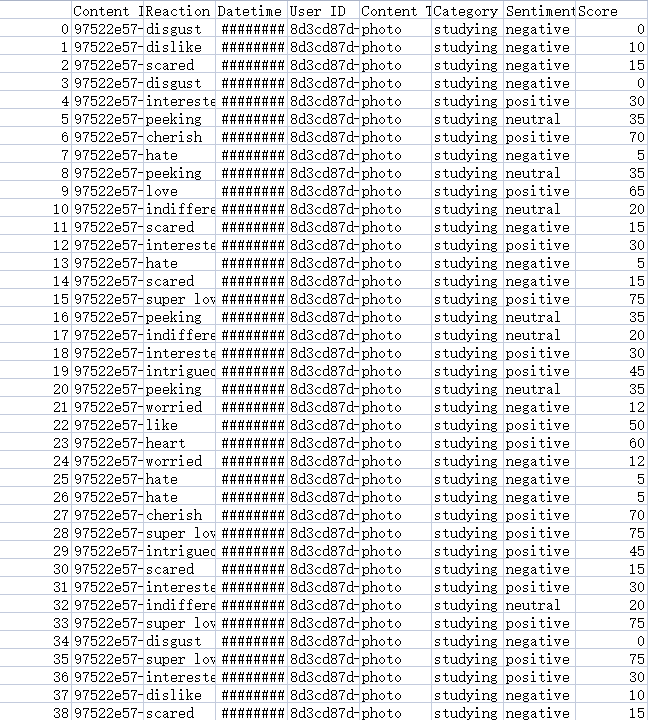 Content I Reaction Datetime User ID Content T Category Sentiment Score
0 97522e57- disgust ######## 8d3cd87d- photo studying negative 0
1 97522e57- dislike ######## 8d3cd87d- photo studying negative 10
2 97522e57- scared ######## 8d3cd87d- photo studying negative 15
3 97522e57- disgust ######## 8d3cd87d- photo studying negative 0
4 97522e57- intereste ######## 8d3cd87d- photo studying positive 30
5 97522e57- peeking ######## 8d3cd87d- photo studying neutral 35
6 97522e57- cherish ######## 8d3cd87d- photo studying positive 70
7 97522e57- hate ######## 8d3cd87d- photo studying negative 5
8 97522e57- peeking ######## 8d3cd87d- photo studying neutral 35
9 97522e57- love ######## 8d3cd87d- photo studying positive 65
10 97522e57- indiffere ######## 8d3cd87d- photo studying neutral 20
11 97522e57- scared ######## 8d3cd87d- photo studying negative 15
12 97522e57- intereste ######## 8d3cd87d- photo studying positive 30
13 97522e57- hate ######## 8d3cd87d- photo studying negative 5
14 97522e57- scared ######## 8d3cd87d- photo studying negative 15
15 97522e57- super lov ######## 8d3cd87d- photo studying positive 75
16 97522e57- peeking ######## 8d3cd87d- photo studying neutral 35
17 97522e57- indiffere ######## 8d3cd87d- photo studying neutral 20
18 97522e57- intereste ######## 8d3cd87d- photo studying positive 30
19 97522e57- intrigued ######## 8d3cd87d- photo studying positive 45
20 97522e57- peeking ######## 8d3cd87d- photo studying neutral 35
21 97522e57- worried ######## 8d3cd87d- photo studying negative 12
22 97522e57- like ######## 8d3cd87d- photo studying positive 50
23 97522e57- heart ######## 8d3cd87d- photo studying positive 60
24 97522e57- worried ######## 8d3cd87d- photo studying negative 12
25 97522e57- hate ######## 8d3cd87d- photo studying negative 5
26 97522e57- hate ######## 8d3cd87d- photo studying negative 5
27 97522e57- cherish ######## 8d3cd87d- photo studying positive 70
28 97522e57- super lov ######## 8d3cd87d- photo studying positive 75
29 97522e57- intrigued ######## 8d3cd87d- photo studying positive 45
30 97522e57- scared ######## 8d3cd87d- photo studying negative 15
31 97522e57- intereste ######## 8d3cd87d- photo studying positive 30
32 97522e57- indiffere ######## 8d3cd87d- photo studying neutral 20
33 97522e57- super lov ######## 8d3cd87d- photo studying positive 75
34 97522e57- disgust ######## 8d3cd87d- photo studying negative 0
35 97522e57- super lov ######## 8d3cd87d- photo studying positive 75
36 97522e57- intereste ######## 8d3cd87d- photo studying positive 30
37 97522e57- dislike ######## 8d3cd87d- photo studying negative 10
38 97522e57- scared ######## 8d3cd87d- photo studying negative 15